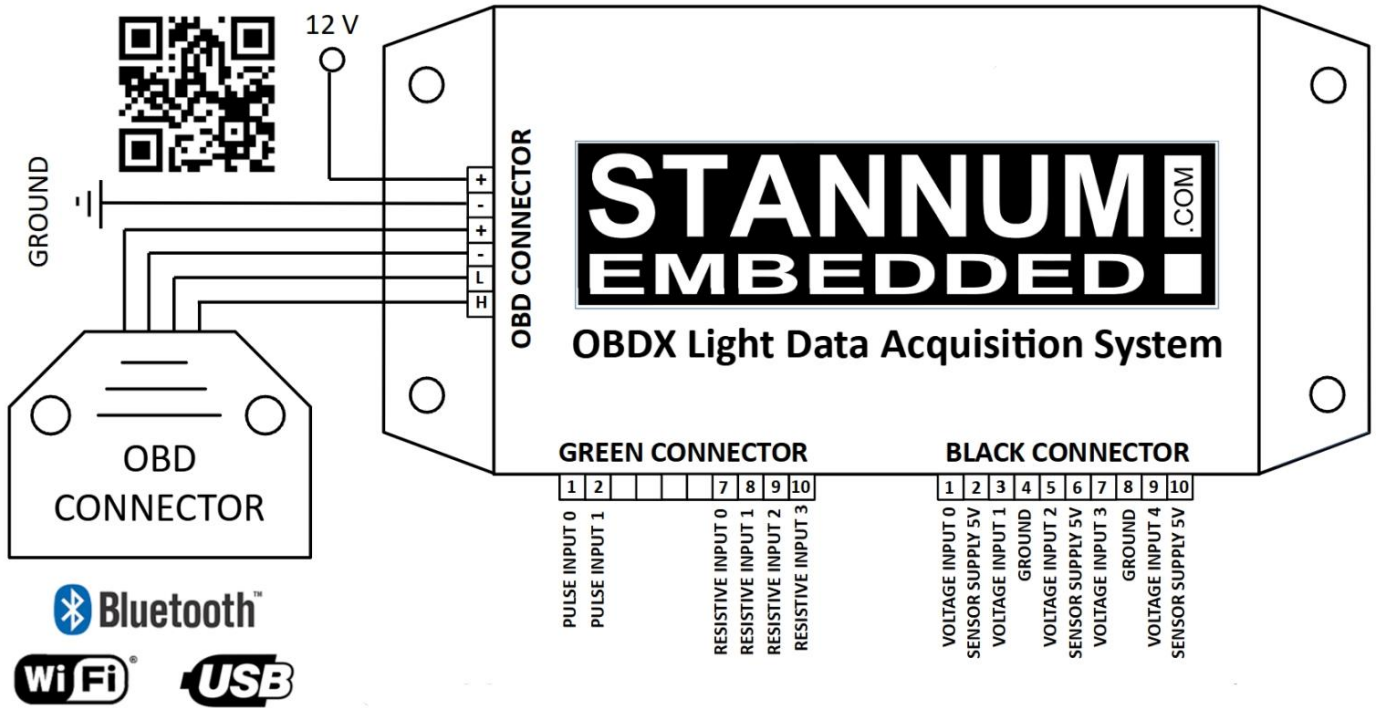 12 V
GROUND
+
-
+
-
L
H
OBD CONNECTOR
STANNUM .COM
EMBEDDED
OBDX Light Data Acquisition System
OBD
CONNECTOR
GREEN CONNECTOR
1 2 7 8 9 10
PULSE INPUT 0
PULSE INPUT 1
RESISTIVE INPUT 0
RESISTIVE INPUT 1
RESISTIVE INPUT 2
RESISTIVE INPUT 3
BLACK CONNECTOR
1 2 3 4 5 6 7 8 9 10
VOLTAGE INPUT 0
SENSOR SUPPLY 5V
VOLTAGE INPUT 1
GROUND
VOLTAGE INPUT 2
SENSOR SUPPLY 5V
VOLTAGE INPUT 3
GROUND
VOLTAGE INPUT 4
SENSOR SUPPLY 5V
Bluetooth™
Wi Fi®
USB